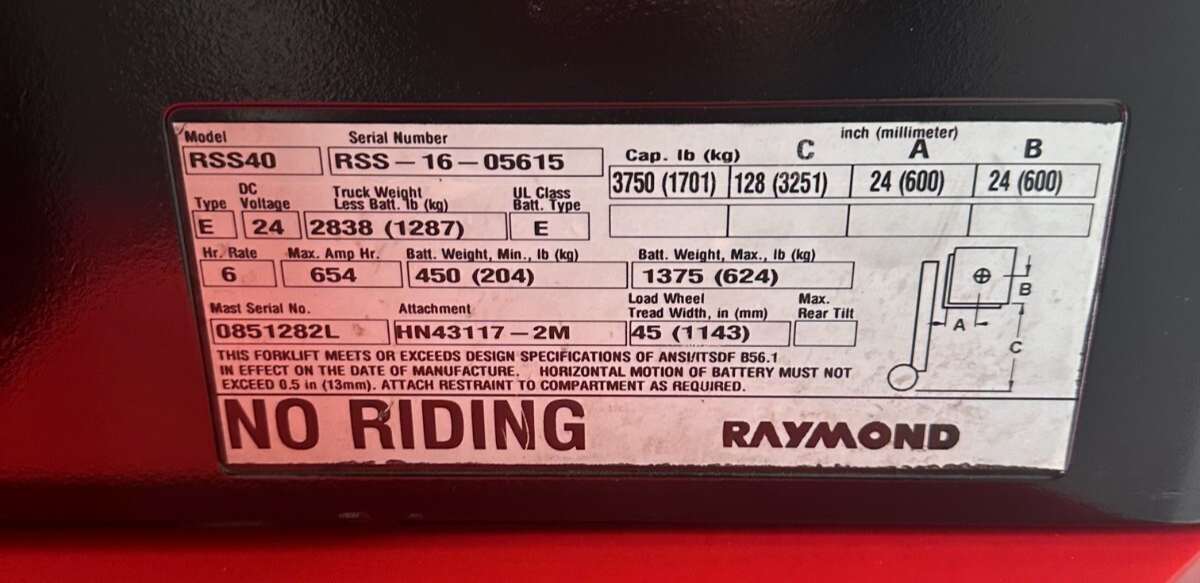 Model Serial Number inch (millimeter)
RSS40 RSS - 16 - 05615 Cap. lb (kg) C A B
3750 (1701) 128 (3251) 24 (600) 24 (600)
DC Truck Weight UL Class
Type Voltage Less Batt. lb (kg) Batt. Type
E 24 2838 (1287) E
Hr. Rate Max. Amp Hr. Batt. Weight, Min., lb (kg) Batt. Weight, Max., lb (kg)
6 654 450 (204) 1375 (624)
B
Load Wheel Max.
Mast Serial No. Attachment Tread Width, in (mm) Rear Tilt
0851282L HN43117-2M 45 (1143)
A
C
THIS FORKLIFT MEETS OR EXCEEDS DESIGN SPECIFICATIONS OF ANSI/ITSDF B56.1
IN EFFECT ON THE DATE OF MANUFACTURE. HORIZONTAL MOTION OF BATTERY MUST NOT
EXCEED 0.5 in (13mm). ATTACH RESTRAINT TO COMPARTMENT AS REQUIRED.
NO RIDING RAYMOND